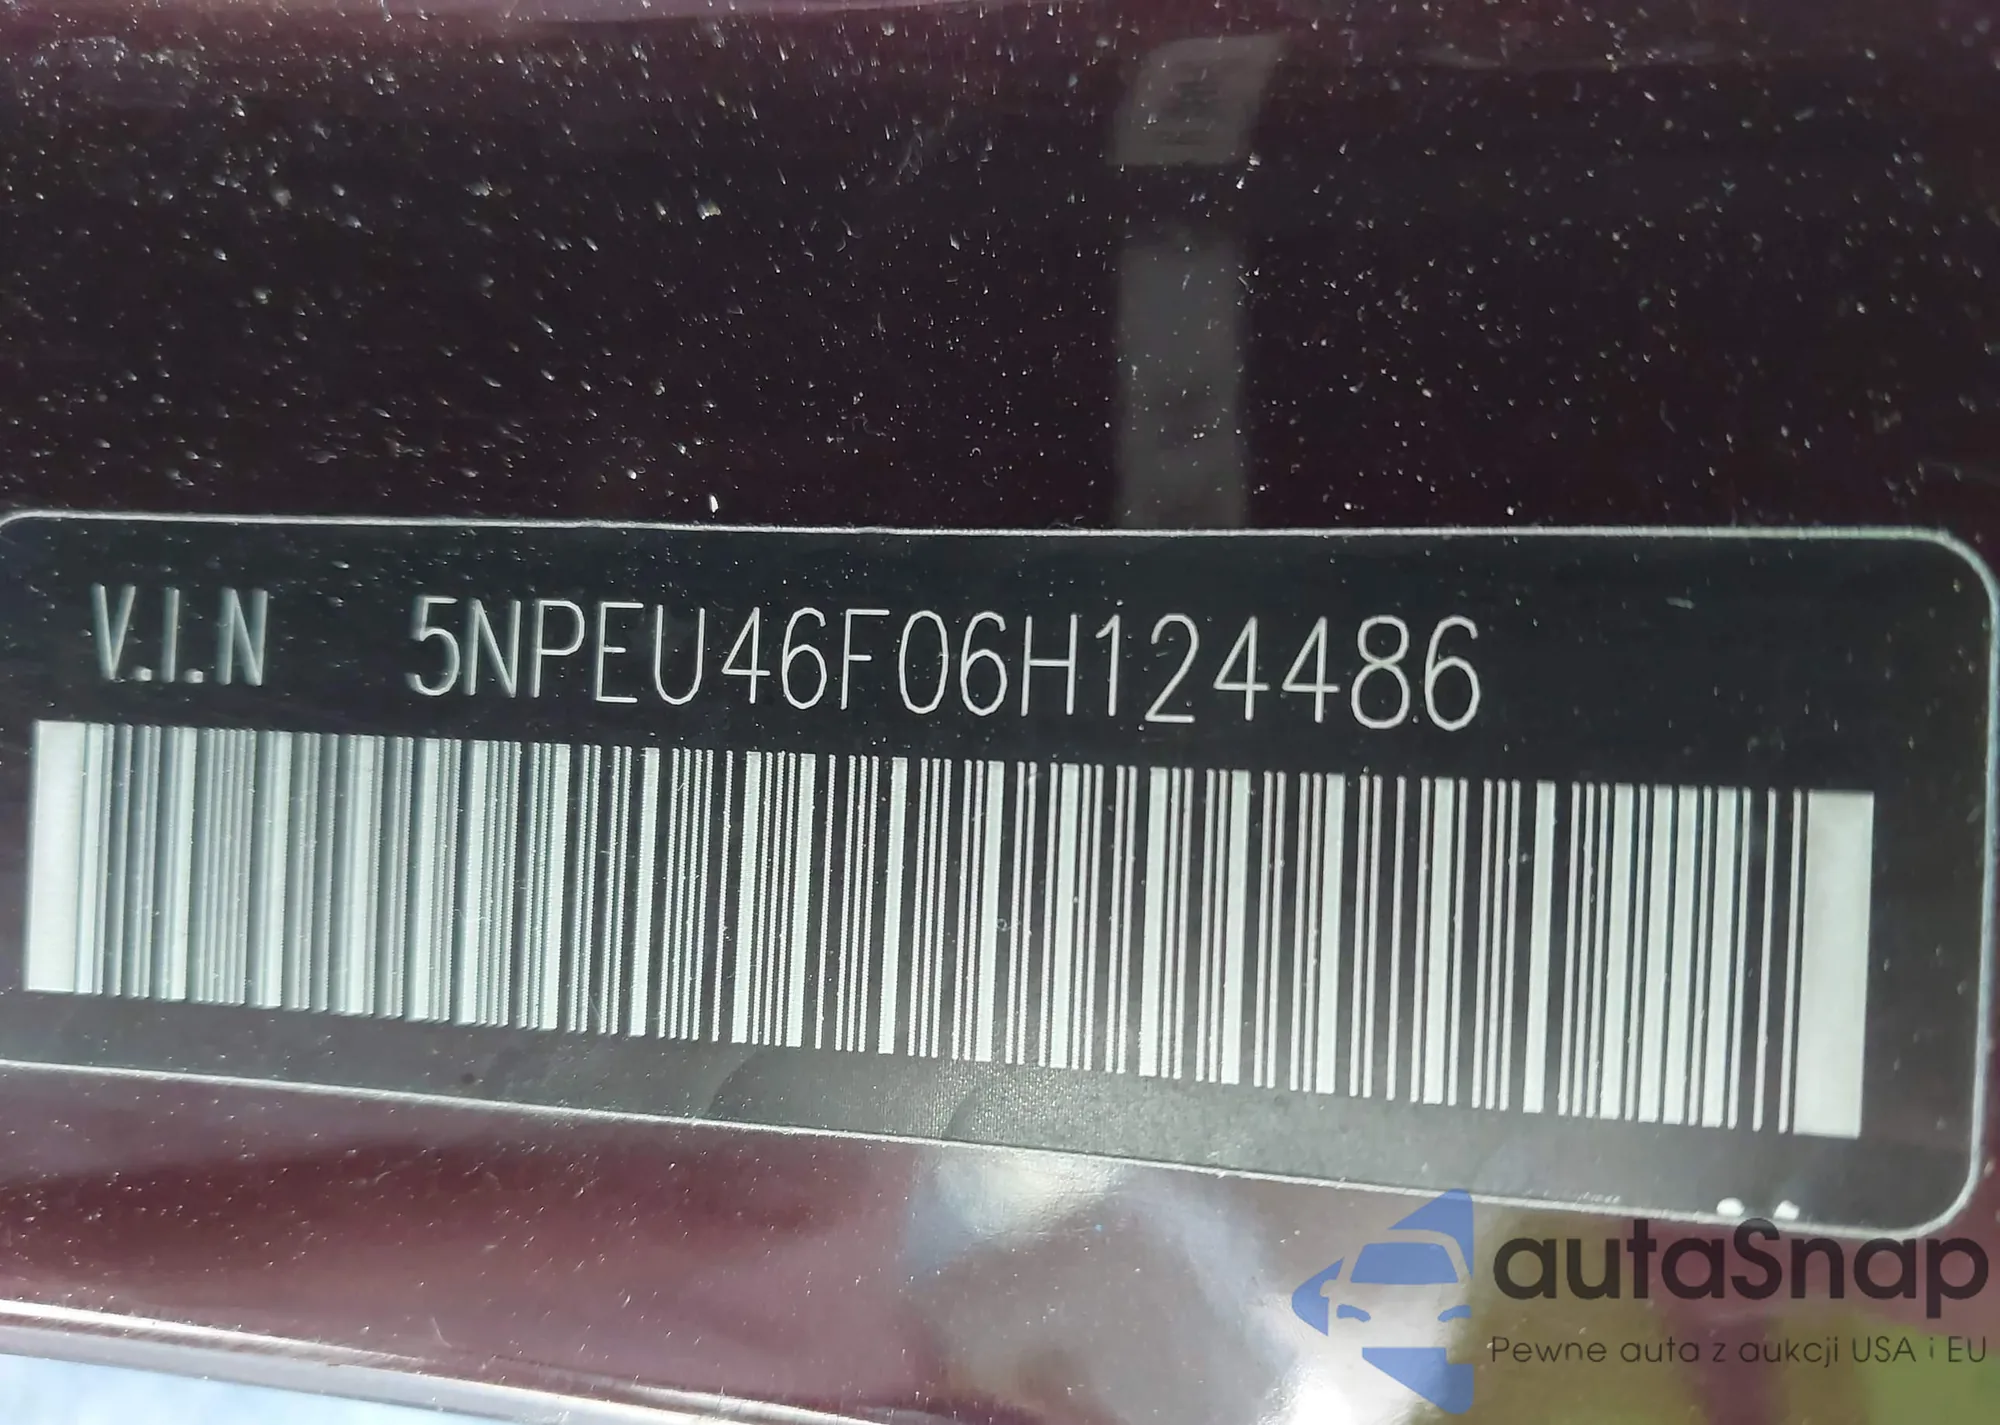 V.I.N 5NPEU46F06H124486
autaSnap
Pewne auta z aukcji USA i EU